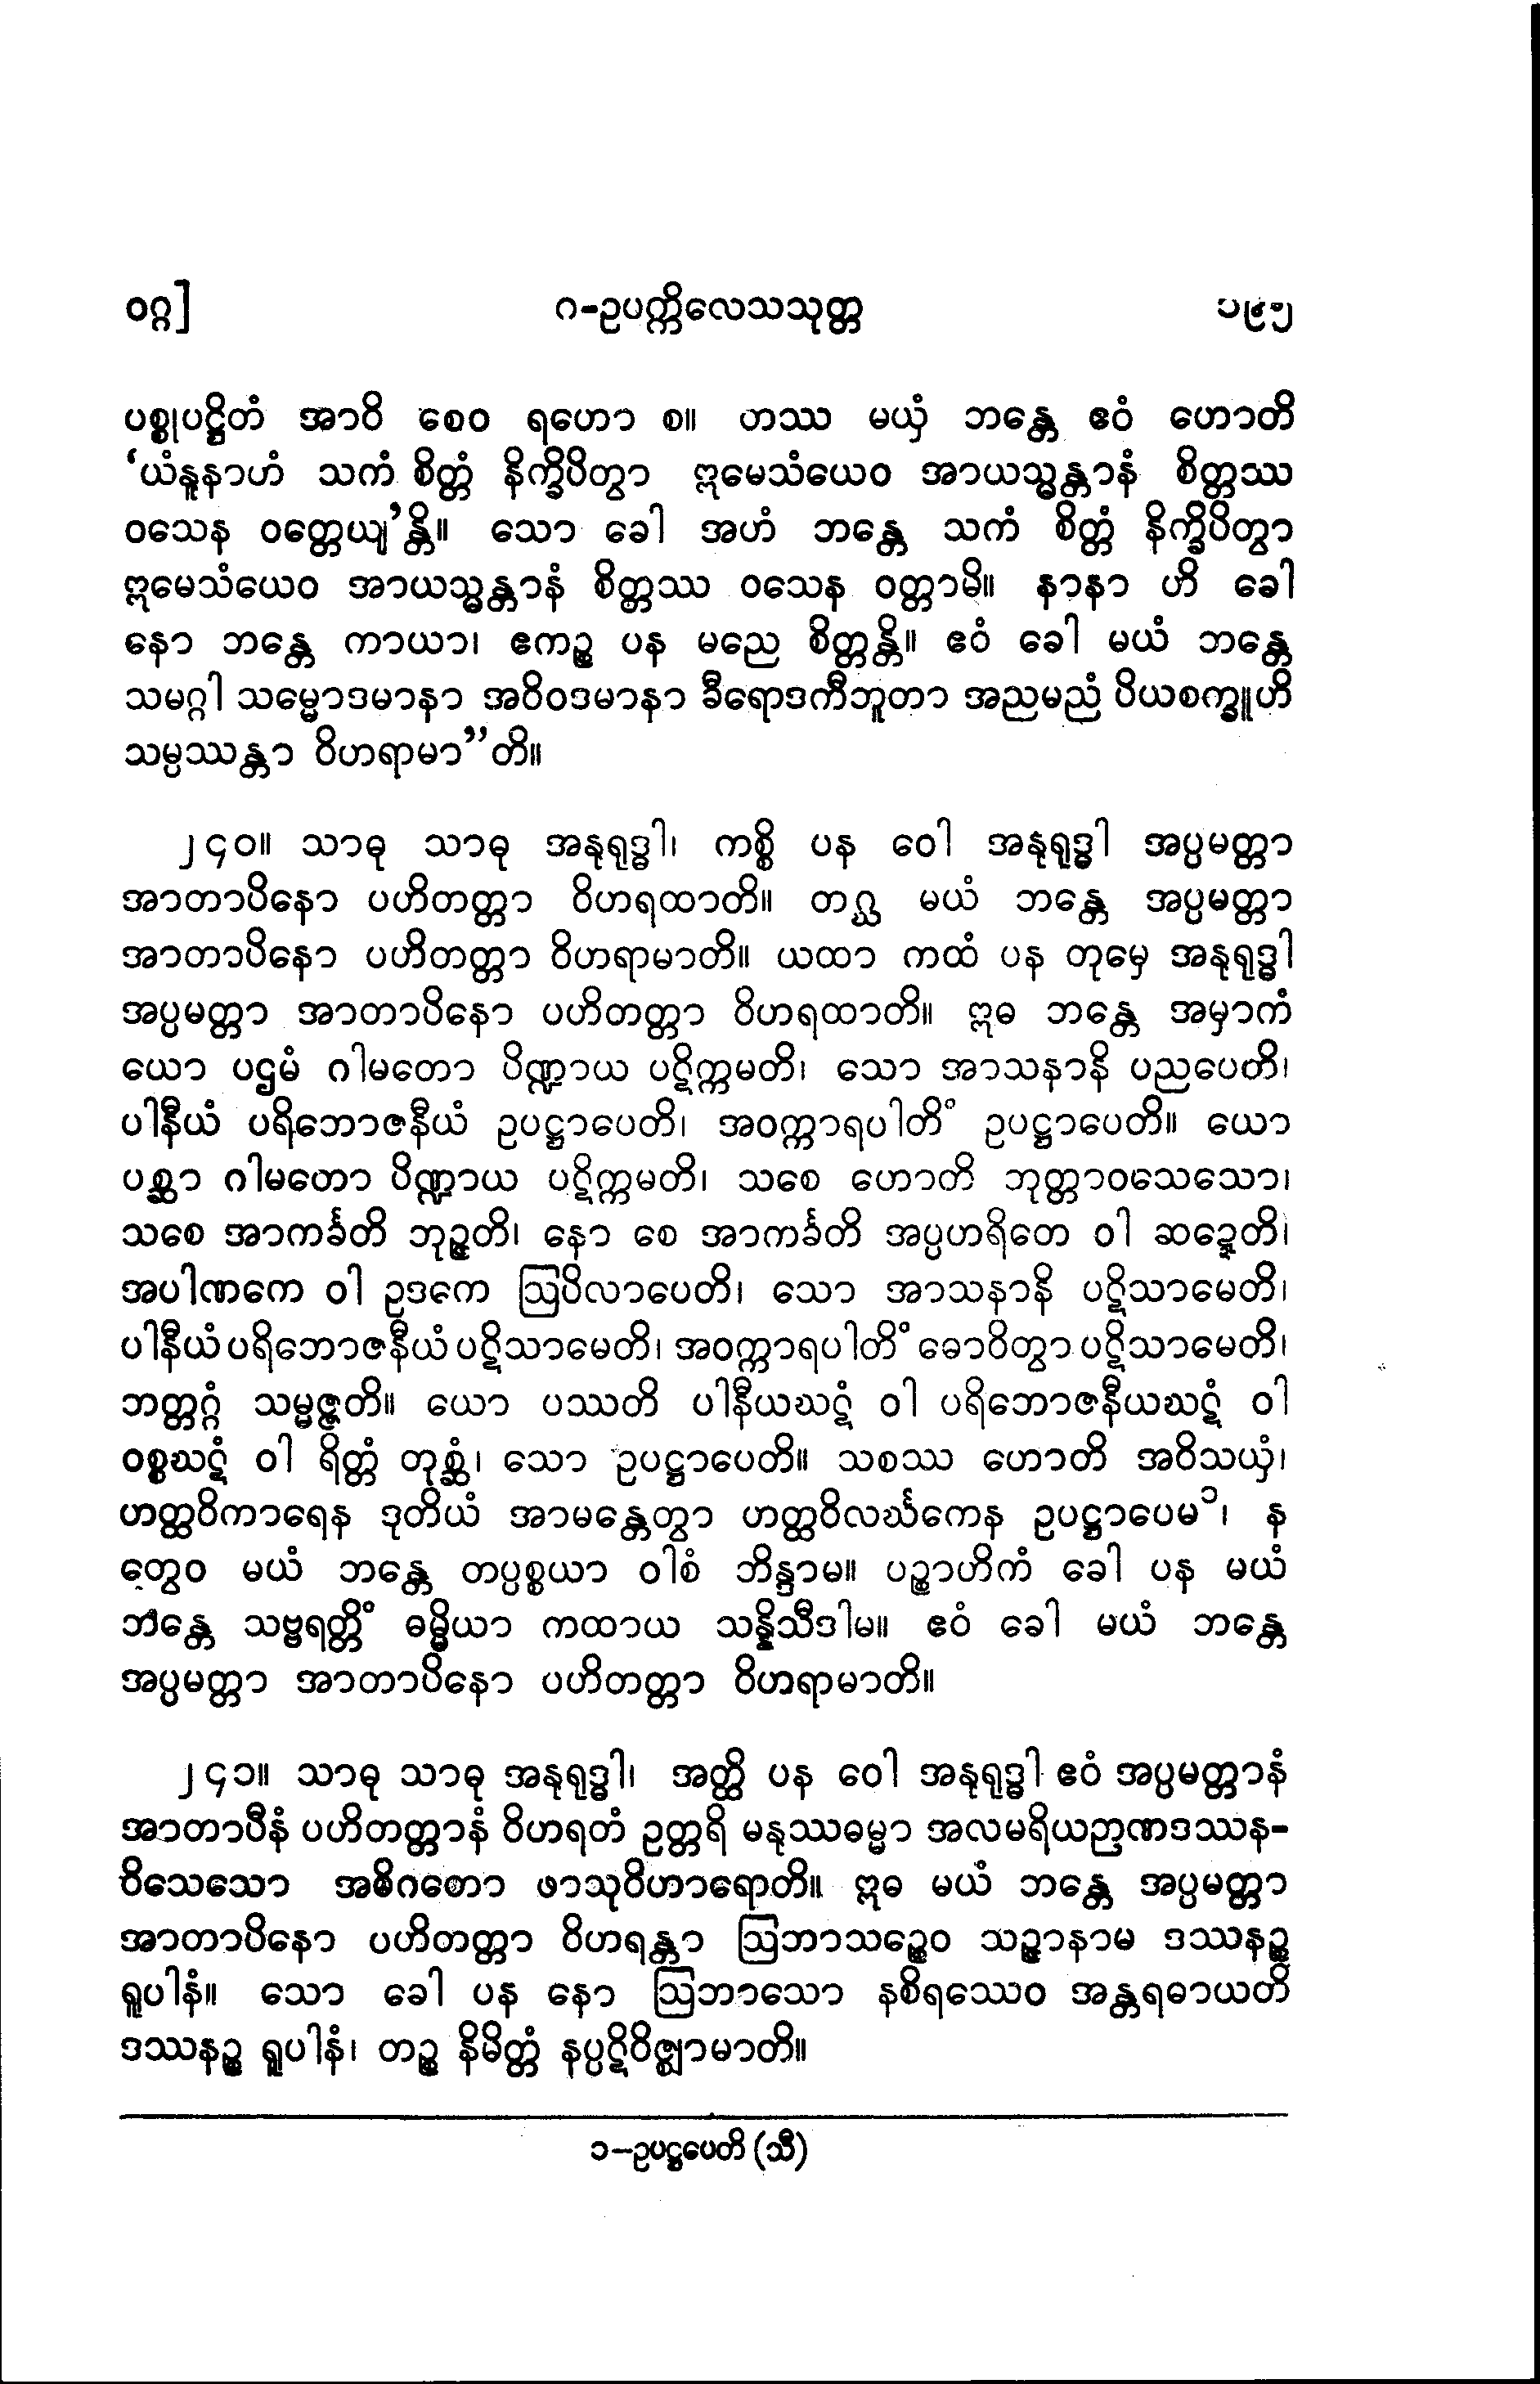 ဝဂ္ဂ] ဂ-ဥပက္ကိလေသသုတ္တ ၁၉၅
ပစ္စုပဋ္ဌိတံ အာဝိ စေဝ ရဟော စ။ တဿ မယှံ ဘန္တေ ဧဝံ ဟောတိ
‘ယံနူနာဟံ သကံ စိတ္တံ နိက္ခိပိတွာ ဣမေသံယေဝ အာယသ္မန္တာနံ စိတ္တဿ
ဝသေန ဝတ္တေယျ’န္တိ။ သော ခေါ အဟံ ဘန္တေ သကံ စိတ္တံ နိက္ခိပိတွာ
ဣမေသံယေဝ အာယသ္မန္တာနံ စိတ္တဿ ဝသေန ဝတ္တာမိ။ နာနာ ဟိ ခေါ
နော ဘန္တေ ကာယာ၊ ဧကဉ္စ ပန မညေ စိတ္တန္တိ။ ဧဝံ ခေါ မယံ ဘန္တေ
သမဂ္ဂါ သမ္မောဒမာနာ အဝိဝဒမာနာ ခီရောဒကီဘူတာ အညမညံ ပိယစက္ခူဟိ
သမ္ပဿန္တာ ဝိဟရာမာ”တိ။
၂၄၀။ သာဓု သာဓု အနုရုဒ္ဓါ၊ ကစ္စိ ပန ဝေါ အနုရုဒ္ဓါ အပ္ပမတ္တာ
အာတာပိနော ပဟိတတ္တာ ဝိဟရထာတိ။ တဂ္ဃ မယံ ဘန္တေ အပ္ပမတ္တာ
အာတာပိနော ပဟိတတ္တာ ဝိဟရာမာတိ။ ယထာ ကထံ ပန တုမှေ အနုရုဒ္ဓါ
အပ္ပမတ္တာ အာတာပိနော ပဟိတတ္တာ ဝိဟရထာတိ။ ဣဓ ဘန္တေ အမှာကံ
ယော ပဌမံ ဂါမတော ပိဏ္ဍာယ ပဋိက္ကမတိ၊ သော အာသနာနိ ပညပေတိ၊
ပါနီယံ ပရိဘောဇနီယံ ဥပဋ္ဌာပေတိ၊ အဝက္ကာရပါတိံ ဥပဋ္ဌာပေတိ။ ယော
ပစ္ဆာ ဂါမတော ပိဏ္ဍာယ ပဋိက္ကမတိ၊ သစေ ဟောတိ ဘုတ္တာဝသေသော၊
သစေ အာကင်္ခတိ ဘုဉ္ဇတိ၊ နော စေ အာကင်္ခတိ အပ္ပဟရိတေ ဝါ ဆဍ္ဍေတိ၊
အပါဏကေ ဝါ ဥဒကေ ဩပိလာပေတိ၊ သော အာသနာနိ ပဋိသာမေတိ၊
ပါနီယံ ပရိဘောဇနီယံ ပဋိသာမေတိ၊ အဝက္ကာရပါတိံ ဓောဝိတွာ ပဋိသာမေတိ၊
ဘတ္တဂ္ဂံ သမ္မဇ္ဇတိ။ ယော ပဿတိ ပါနီယဃဋံ ဝါ ပရိဘောဇနီယဃဋံ ဝါ
ဝစ္စဃဋံ ဝါ ရိတ္တံ တုစ္ဆံ၊ သော ဥပဋ္ဌာပေတိ။ သစဿ ဟောတိ အဝိသယှံ၊
ဟတ္ထဝိကာရေန ဒုတိယံ အာမန္တေတွာ ဟတ္ထဝိလင်္ဃကေန ဥပဋ္ဌာပေမ၁၊ န
တွေဝ မယံ ဘန္တေ တပ္ပစ္စယာ ဝါစံ ဘိန္ဒာမ။ ပဉ္စာဟိကံ ခေါ ပန မယံ
ဘန္တေ သဗ္ဗရတ္တိံ ဓမ္မိယာ ကထာယ သန္နိသီဒါမ။ ဧဝံ ခေါ မယံ ဘန္တေ
အပ္ပမတ္တာ အာတာပိနော ပဟိတတ္တာ ဝိဟရာမာတိ။
၂၄၁။ သာဓု သာဓု အနုရုဒ္ဓါ၊ အတ္ထိ ပန ဝေါ အနုရုဒ္ဓါ ဧဝံ အပ္ပမတ္တာနံ
အာတာပီနံ ပဟိတတ္တာနံ ဝိဟရတံ ဥတ္တရိ မနုဿဓမ္မာ အလမရိယဉာဏဒဿန-
ဝိသေသော အဓိဂတော ဖာသုဝိဟာရောတိ။ ဣဓ မယံ ဘန္တေ အပ္ပမတ္တာ
အာတာပိနော ပဟိတတ္တာ ဝိဟရန္တာ ဩဘာသဉ္စေဝ သဉ္ဇာနာမ ဒဿနဉ္စ
ရူပါနံ။ သော ခေါ ပန နော ဩဘာသော နစိရဿေဝ အန္တရဓာယတိ
ဒဿနဉ္စ ရူပါနံ၊ တဉ္စ နိမိတ္တံ နပ္ပဋိဝိဇ္ဈာမာတိ။
၁-ဥပဋ္ဌပေတိ (သီ)